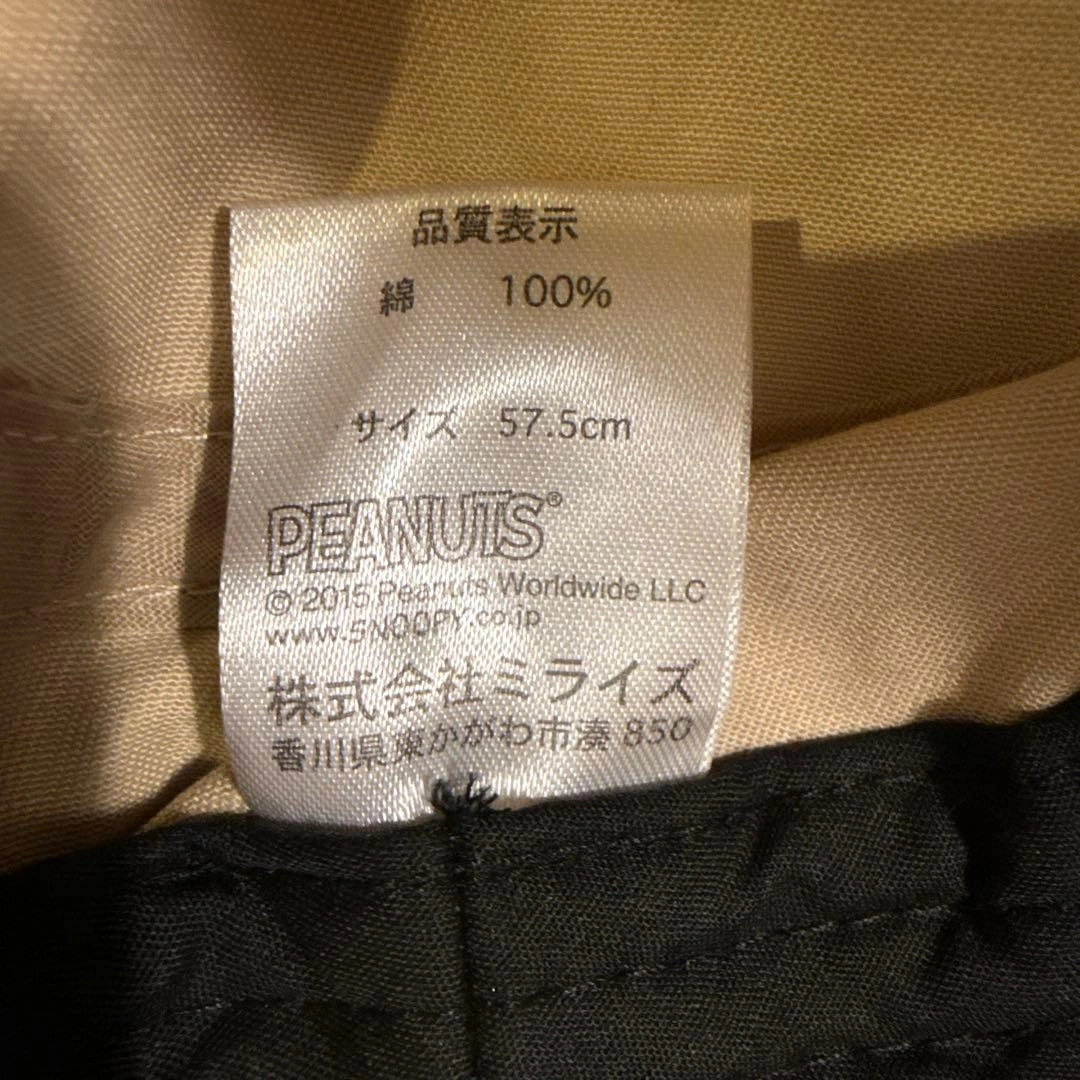 品質表示
綿 100%
サイズ 57.5cm
PEANUTS®
© 2015 Peanuts Worldwide LLC
www.SNOOPY.co.jp
株式会社ミライズ
香川県東かがわ市湊 850